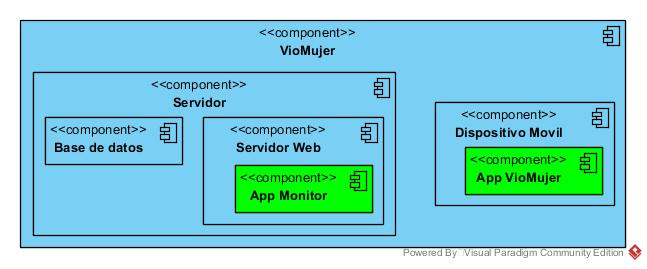 <<component>>
VioMujer
<<component>>
Servidor
<<component>>
Base de datos
<<component>>
Servidor Web
<<component>>
App Monitor
<<component>>
Dispositivo Movil
<<component>>
App VioMujer
Powered By Visual Paradigm Community Edition